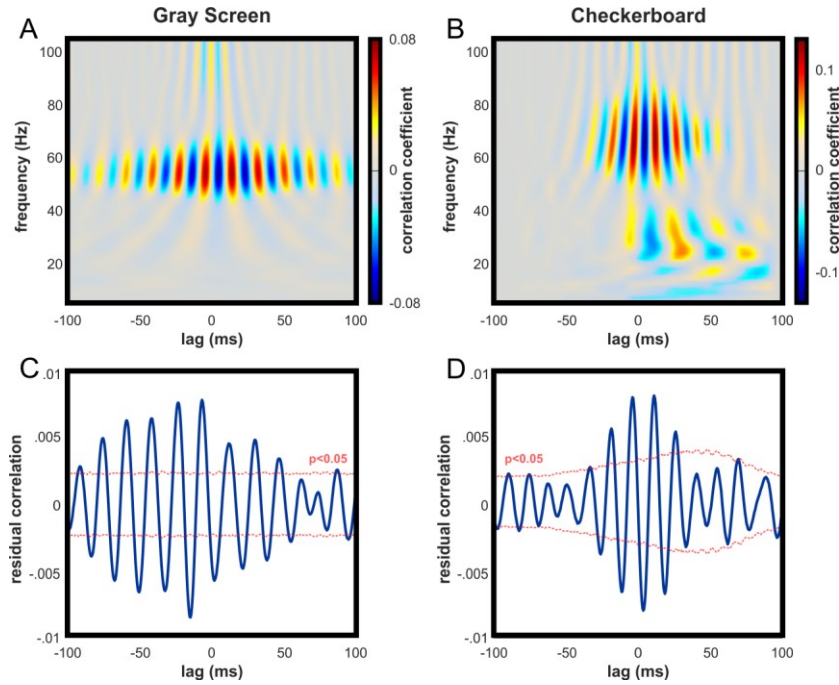 Gray Screen
Checkerboard
A
B
frequency (Hz)
100
80
60
40
20
-100
-50
0
50
100
lag (ms)
0.08
0
-0.08
correlation coefficient
frequency (Hz)
100
80
60
40
20
-100
-50
0
50
100
lag (ms)
0.1
0
-0.1
correlation coefficient
C
D
residual correlation
.01
.005
0
-.005
-.01
p<0.05
-100
-50
0
50
100
lag (ms)
residual correlation
.01
.005
0
-.005
-.01
p<0.05
-100
-50
0
50
100
lag (ms)